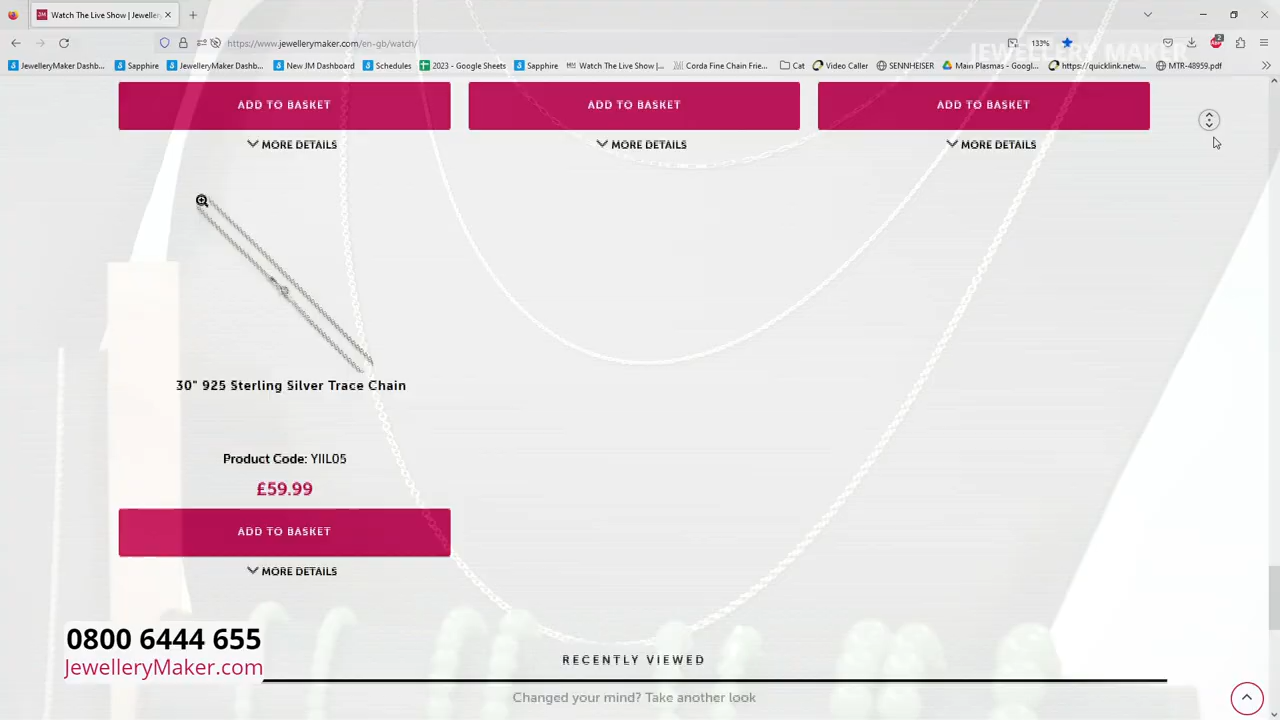 Watch The Live Show | Jeweller
https://www.jewellerymaker.com/en-gb/watch/
133%
JEWELLERY MAKER
JewelleryMaker Dashb...
Sapphire
JewelleryMaker Dashb...
New JM Dashboard
Schedules
2023 - Google Sheets
Sapphire
Watch The Live Show |...
Corda Fine Chain Frie...
Cat
Video Caller
SENNHEISER
Main Plasmas - Googl...
https://quicklink.netw...
MTR-48959.pdf
ADD TO BASKET
ADD TO BASKET
ADD TO BASKET
MORE DETAILS
MORE DETAILS
MORE DETAILS
30" 925 Sterling Silver Trace Chain
Product Code: YIIL05
£59.99
ADD TO BASKET
MORE DETAILS
0800 6444 655
JewelleryMaker.com
RECENTLY VIEWED
Changed your mind? Take another look